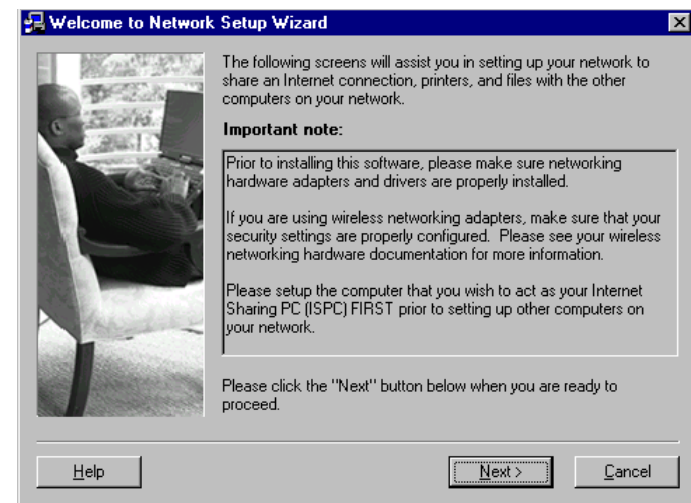 Welcome to Network Setup Wizard
The following screens will assist you in setting up your network to
share an Internet connection, printers, and files with the other
computers on your network.
Important note:
Prior to installing this software, please make sure networking
hardware adapters and drivers are properly installed.
If you are using wireless networking adapters, make sure that your
security settings are properly configured.  Please see your wireless
networking hardware documentation for more information.
Please setup the computer that you wish to act as your Internet
Sharing PC (ISPC) FIRST prior to setting up other computers on
your network.
Please click the "Next" button below when you are ready to
proceed.
Help
Next >
Cancel